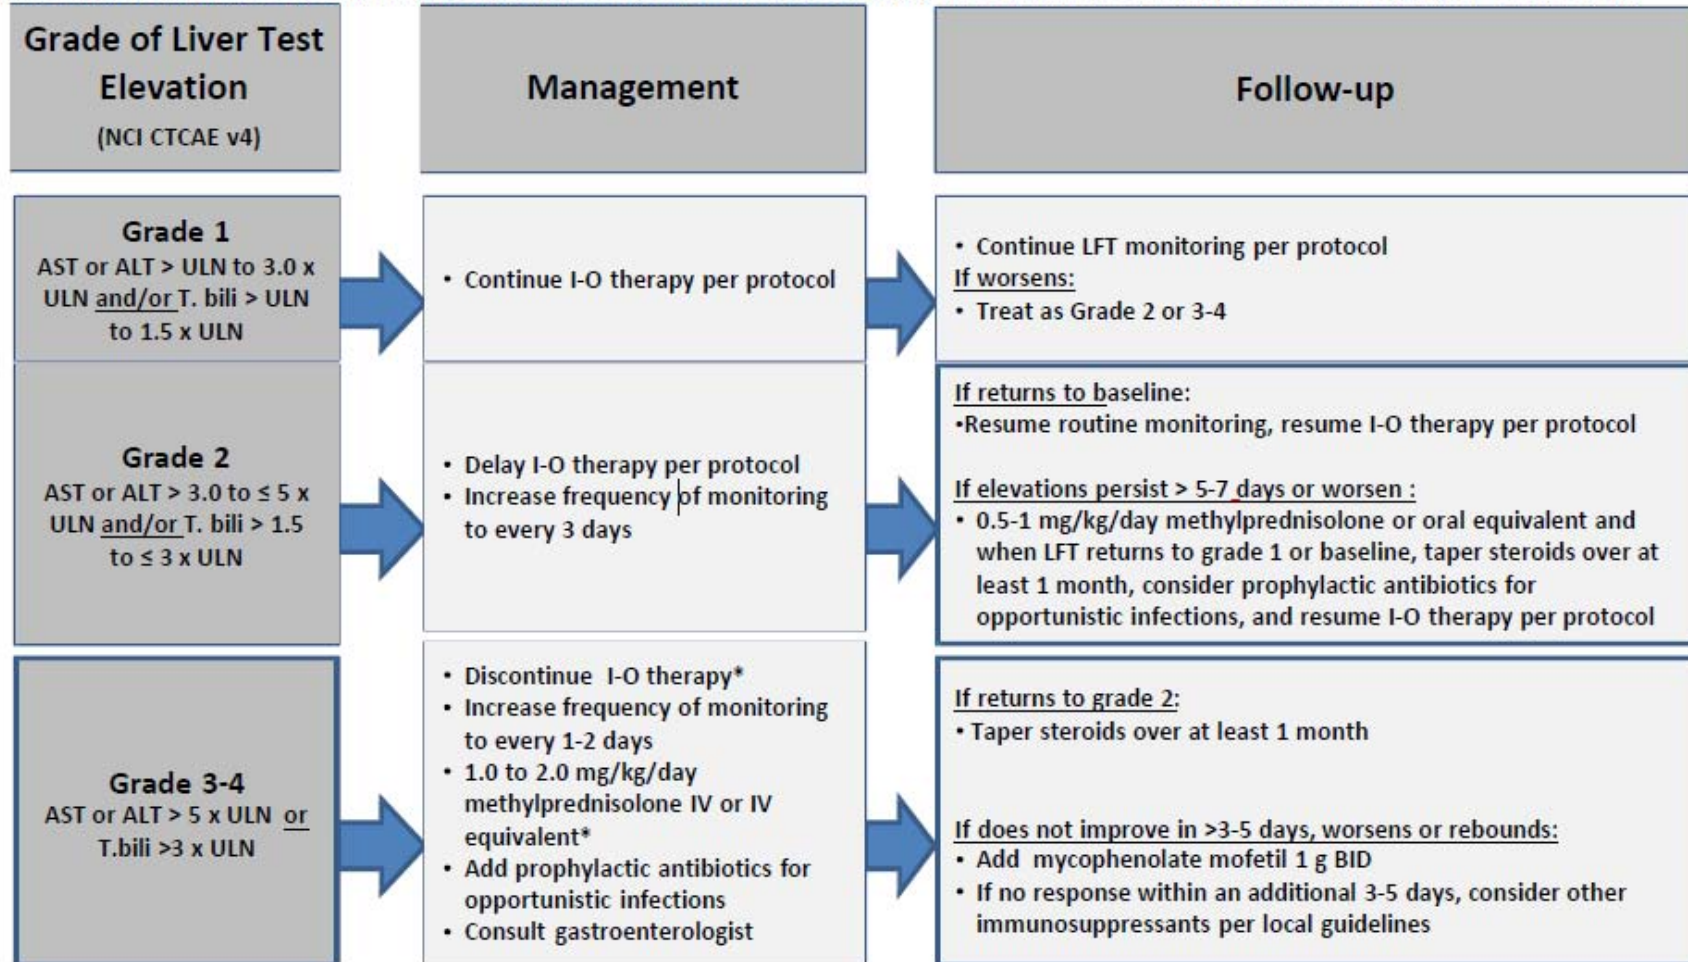 Grade of Liver Test
Elevation
(NCI CTCAE v4)
Management
Follow-up
Grade 1
AST or ALT > ULN to 3.0 x
ULN and/or T. bili > ULN
to 1.5 x ULN
• Continue I-O therapy per protocol
• Continue LFT monitoring per protocol
If worsens:
• Treat as Grade 2 or 3-4
Grade 2
AST or ALT > 3.0 to ≤ 5 x
ULN and/or T. bili > 1.5
to ≤ 3 x ULN
• Delay I-O therapy per protocol
• Increase frequency of monitoring
to every 3 days
If returns to baseline:
•Resume routine monitoring, resume I-O therapy per protocol
If elevations persist > 5-7 days or worsen :
• 0.5-1 mg/kg/day methylprednisolone or oral equivalent and
when LFT returns to grade 1 or baseline, taper steroids over at
least 1 month, consider prophylactic antibiotics for
opportunistic infections, and resume I-O therapy per protocol
Grade 3-4
AST or ALT > 5 x ULN or
T.bili >3 x ULN
• Discontinue I-O therapy*
• Increase frequency of monitoring
to every 1-2 days
• 1.0 to 2.0 mg/kg/day
methylprednisolone IV or IV
equivalent*
• Add prophylactic antibiotics for
opportunistic infections
• Consult gastroenterologist
If returns to grade 2:
• Taper steroids over at least 1 month
If does not improve in >3-5 days, worsens or rebounds:
• Add mycophenolate mofetil 1 g BID
• If no response within an additional 3-5 days, consider other
immunosuppressants per local guidelines